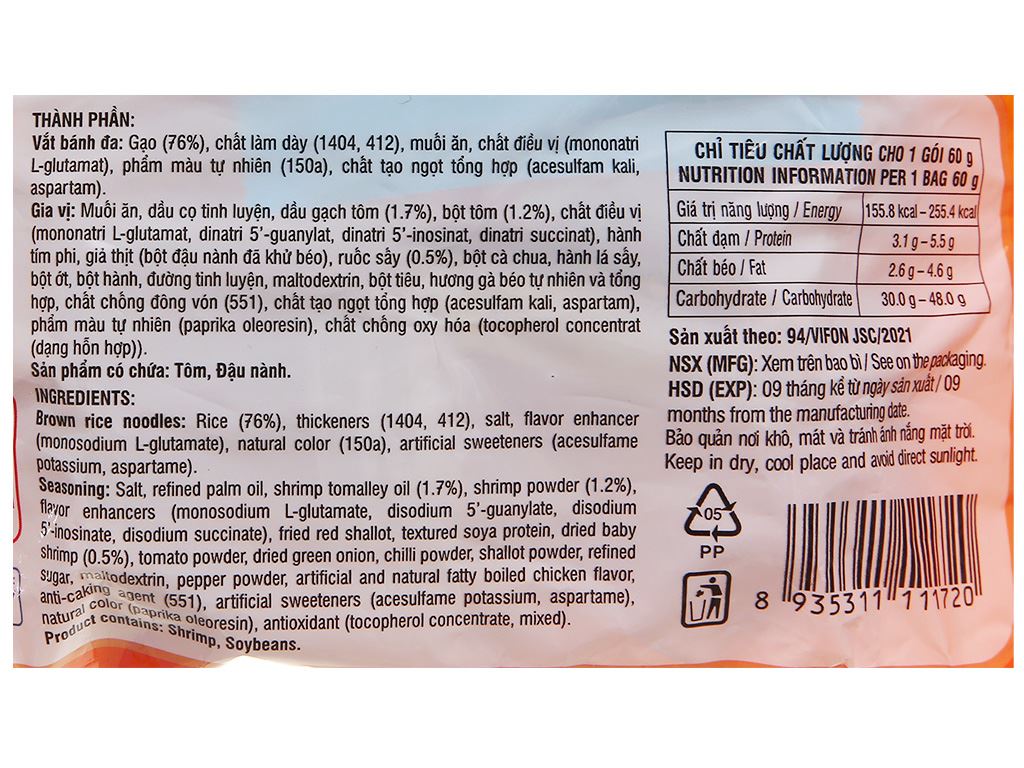 THÀNH PHẦN:
Vắt bánh đa: Gạo (76%), chất làm dày (1404, 412), muối ăn, chất điều vị (mononatri
L-glutamat), phẩm màu tự nhiên (150a), chất tạo ngọt tổng hợp (acesulfam kali,
aspartam).
Gia vị: Muối ăn, dầu cọ tinh luyện, dầu gạch tôm (1.7%), bột tôm (1.2%), chất điều vị
(mononatri L-glutamat, dinatri 5'-guanylat, dinatri 5'-inosinat, dinatri succinat), hành
tím phi, giả thịt (bột đậu nành đã khử béo), ruốc sấy (0.5%), bột cà chua, hành lá sấy,
bột ớt, bột hành, đường tinh luyện, maltodextrin, bột tiêu, hương gà béo tự nhiên và tổng
hợp, chất chống đông vón (551), chất tạo ngọt tổng hợp (acesulfam kali, aspartam),
phẩm màu tự nhiên (paprika oleoresin), chất chống oxy hóa (tocopherol concentrat
(dạng hỗn hợp)).
Sản phẩm có chứa: Tôm, Đậu nành.
INGREDIENTS:
Brown rice noodles: Rice (76%), thickeners (1404, 412), salt, flavor enhancer
(monosodium L-glutamate), natural color (150a), artificial sweeteners (acesulfame
potassium, aspartame).
Seasoning: Salt, refined palm oil, shrimp tomalley oil (1.7%), shrimp powder (1.2%),
flavor enhancers (monosodium L-glutamate, disodium 5'-guanylate, disodium
5'-inosinate, disodium succinate), fried red shallot, textured soya protein, dried baby
shrimp (0.5%), tomato powder, dried green onion, chilli powder, shallot powder, refined
sugar, maltodextrin, pepper powder, artificial and natural fatty boiled chicken flavor,
anti-caking agent (551), artificial sweeteners (acesulfame potassium, aspartame),
natural color (paprika oleoresin), antioxidant (tocopherol concentrate, mixed).
Product contains: Shrimp, Soybeans.
CHỈ TIÊU CHẤT LƯỢNG CHO 1 GÓI 60 g
NUTRITION INFORMATION PER 1 BAG 60 g
Giá trị năng lượng / Energy 155.8 kcal – 255.4 kcal
Chất đạm / Protein 3.1 g – 5.5 g
Chất béo / Fat 2.6 g – 4.6 g
Carbohydrate / Carbohydrate 30.0 g – 48.0 g
Sản xuất theo: 94/VIFON JSC/2021
NSX (MFG): Xem trên bao bì / See on the packaging.
HSD (EXP): 09 tháng kể từ ngày sản xuất / 09
months from the manufacturing date.
Bảo quản nơi khô, mát và tránh ánh nắng mặt trời.
Keep in dry, cool place and avoid direct sunlight.
05
PP
8 935311 111720